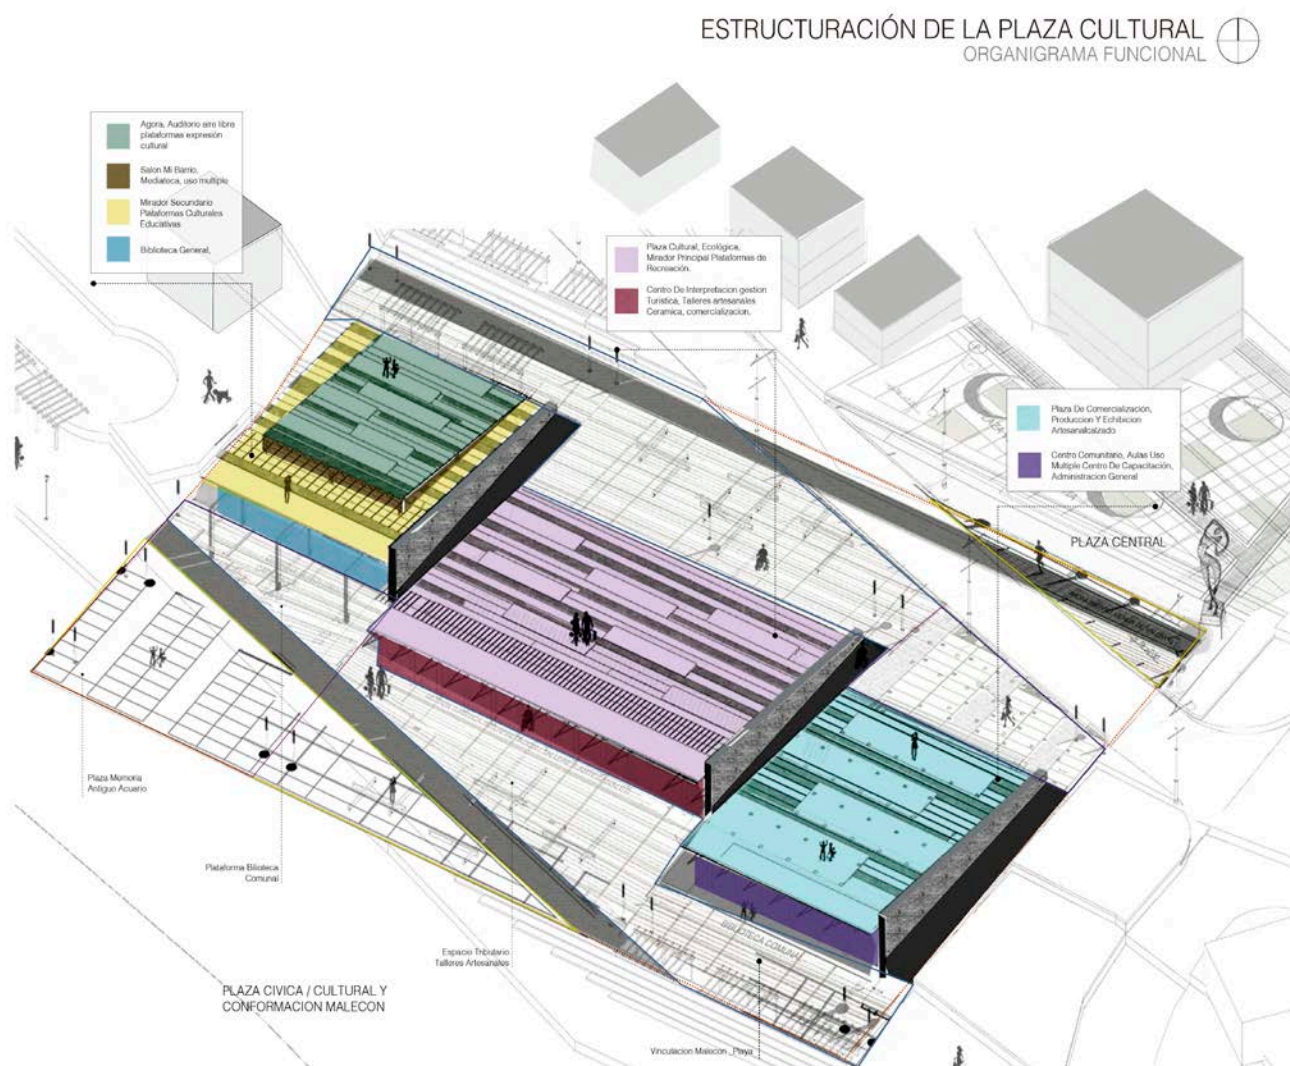 ESTRUCTURACIÓN DE LA PLAZA CULTURAL
ORGANIGRAMA FUNCIONAL
Agora, Auditorio aire libre
plataformas expresión
cultural
Salon Mi Barrio,
Mediateca, uso multiple
Mirador Secundario
Plataformas Culturales
Educativas
Biblioteca General,
Plaza Cultural, Ecológica,
Mirador Principal Plataformas de
Recreación.
Centro De Interpretacion gestion
Turistica, Talleres artesanales
Ceramica, comercializacion.
Plaza De Comercialización,
Produccion Y Echibicion
Artesanalcalzado
Centro Comunitario, Aulas Uso
Multiple Centro De Capacitación,
Administracion General
PLAZA
PLAZA CENTRAL
Plaza Memoria
Antiguo Acuario
Plataforma Bilioteca
Comunal
Espacio Tributario
Talleres Artesanales
BIBLIOTECA COMUNAL
PLAZA CIVICA / CULTURAL Y
CONFORMACION MALECON
Vinculacion Malecon _Playa